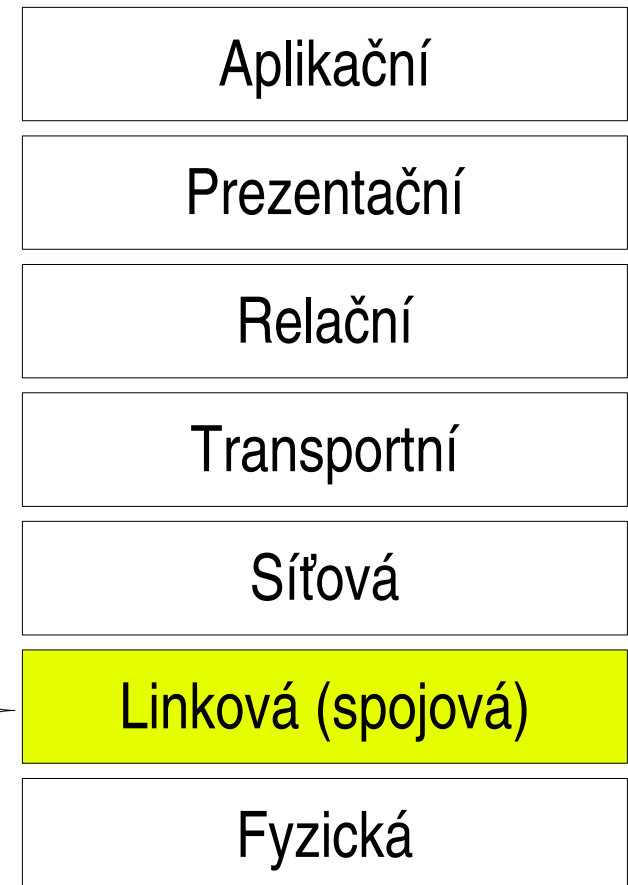 Aplikační
Prezentační
Relační
Transportní
Síťová
Linková (spojová)
Fyzická